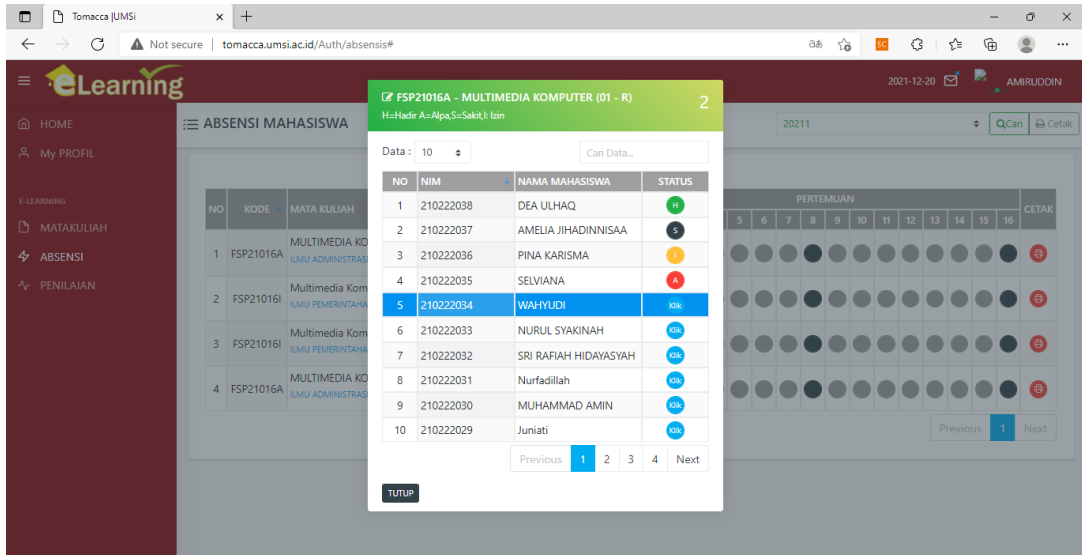 Tomacca |UMSi
Not secure | tomacca.umsi.ac.id/Auth/absensis#
eLearning
2021-12-20 AMIRUDDIN
HOME
My PROFIL
E-LEARNING
MATAKULIAH
ABSENSI
PENILAIAN
ABSENSI MAHASISWA
20211 Cari Cetak
NO KODE MATA KULIAH PERTEMUAN CETAK
5 6 7 8 9 10 11 12 13 14 15 16
1 FSP21016A MULTIMEDIA KO
ILMU ADMINISTRASI
2 FSP21016I Multimedia Kom
ILMU PEMERINTAHA
3 FSP21016I Multimedia Kom
ILMU PEMERINTAHA
4 FSP21016A MULTIMEDIA KO
ILMU ADMINISTRASI
Previous 1 Next
FSP21016A - MULTIMEDIA KOMPUTER (01 - R) 2
H=Hadir A=Alpa,S=Sakit,I: Izin
Data : 10 Cari Data...
NO NIM NAMA MAHASISWA STATUS
1 210222038 DEA ULHAQ H
2 210222037 AMELIA JIHADINNISAA S
3 210222036 PINA KARISMA I
4 210222035 SELVIANA A
5 210222034 WAHYUDI Klik
6 210222033 NURUL SYAKINAH Klik
7 210222032 SRI RAFIAH HIDAYASYAH Klik
8 210222031 Nurfadillah Klik
9 210222030 MUHAMMAD AMIN Klik
10 210222029 Juniati Klik
Previous 1 2 3 4 Next
TUTUP